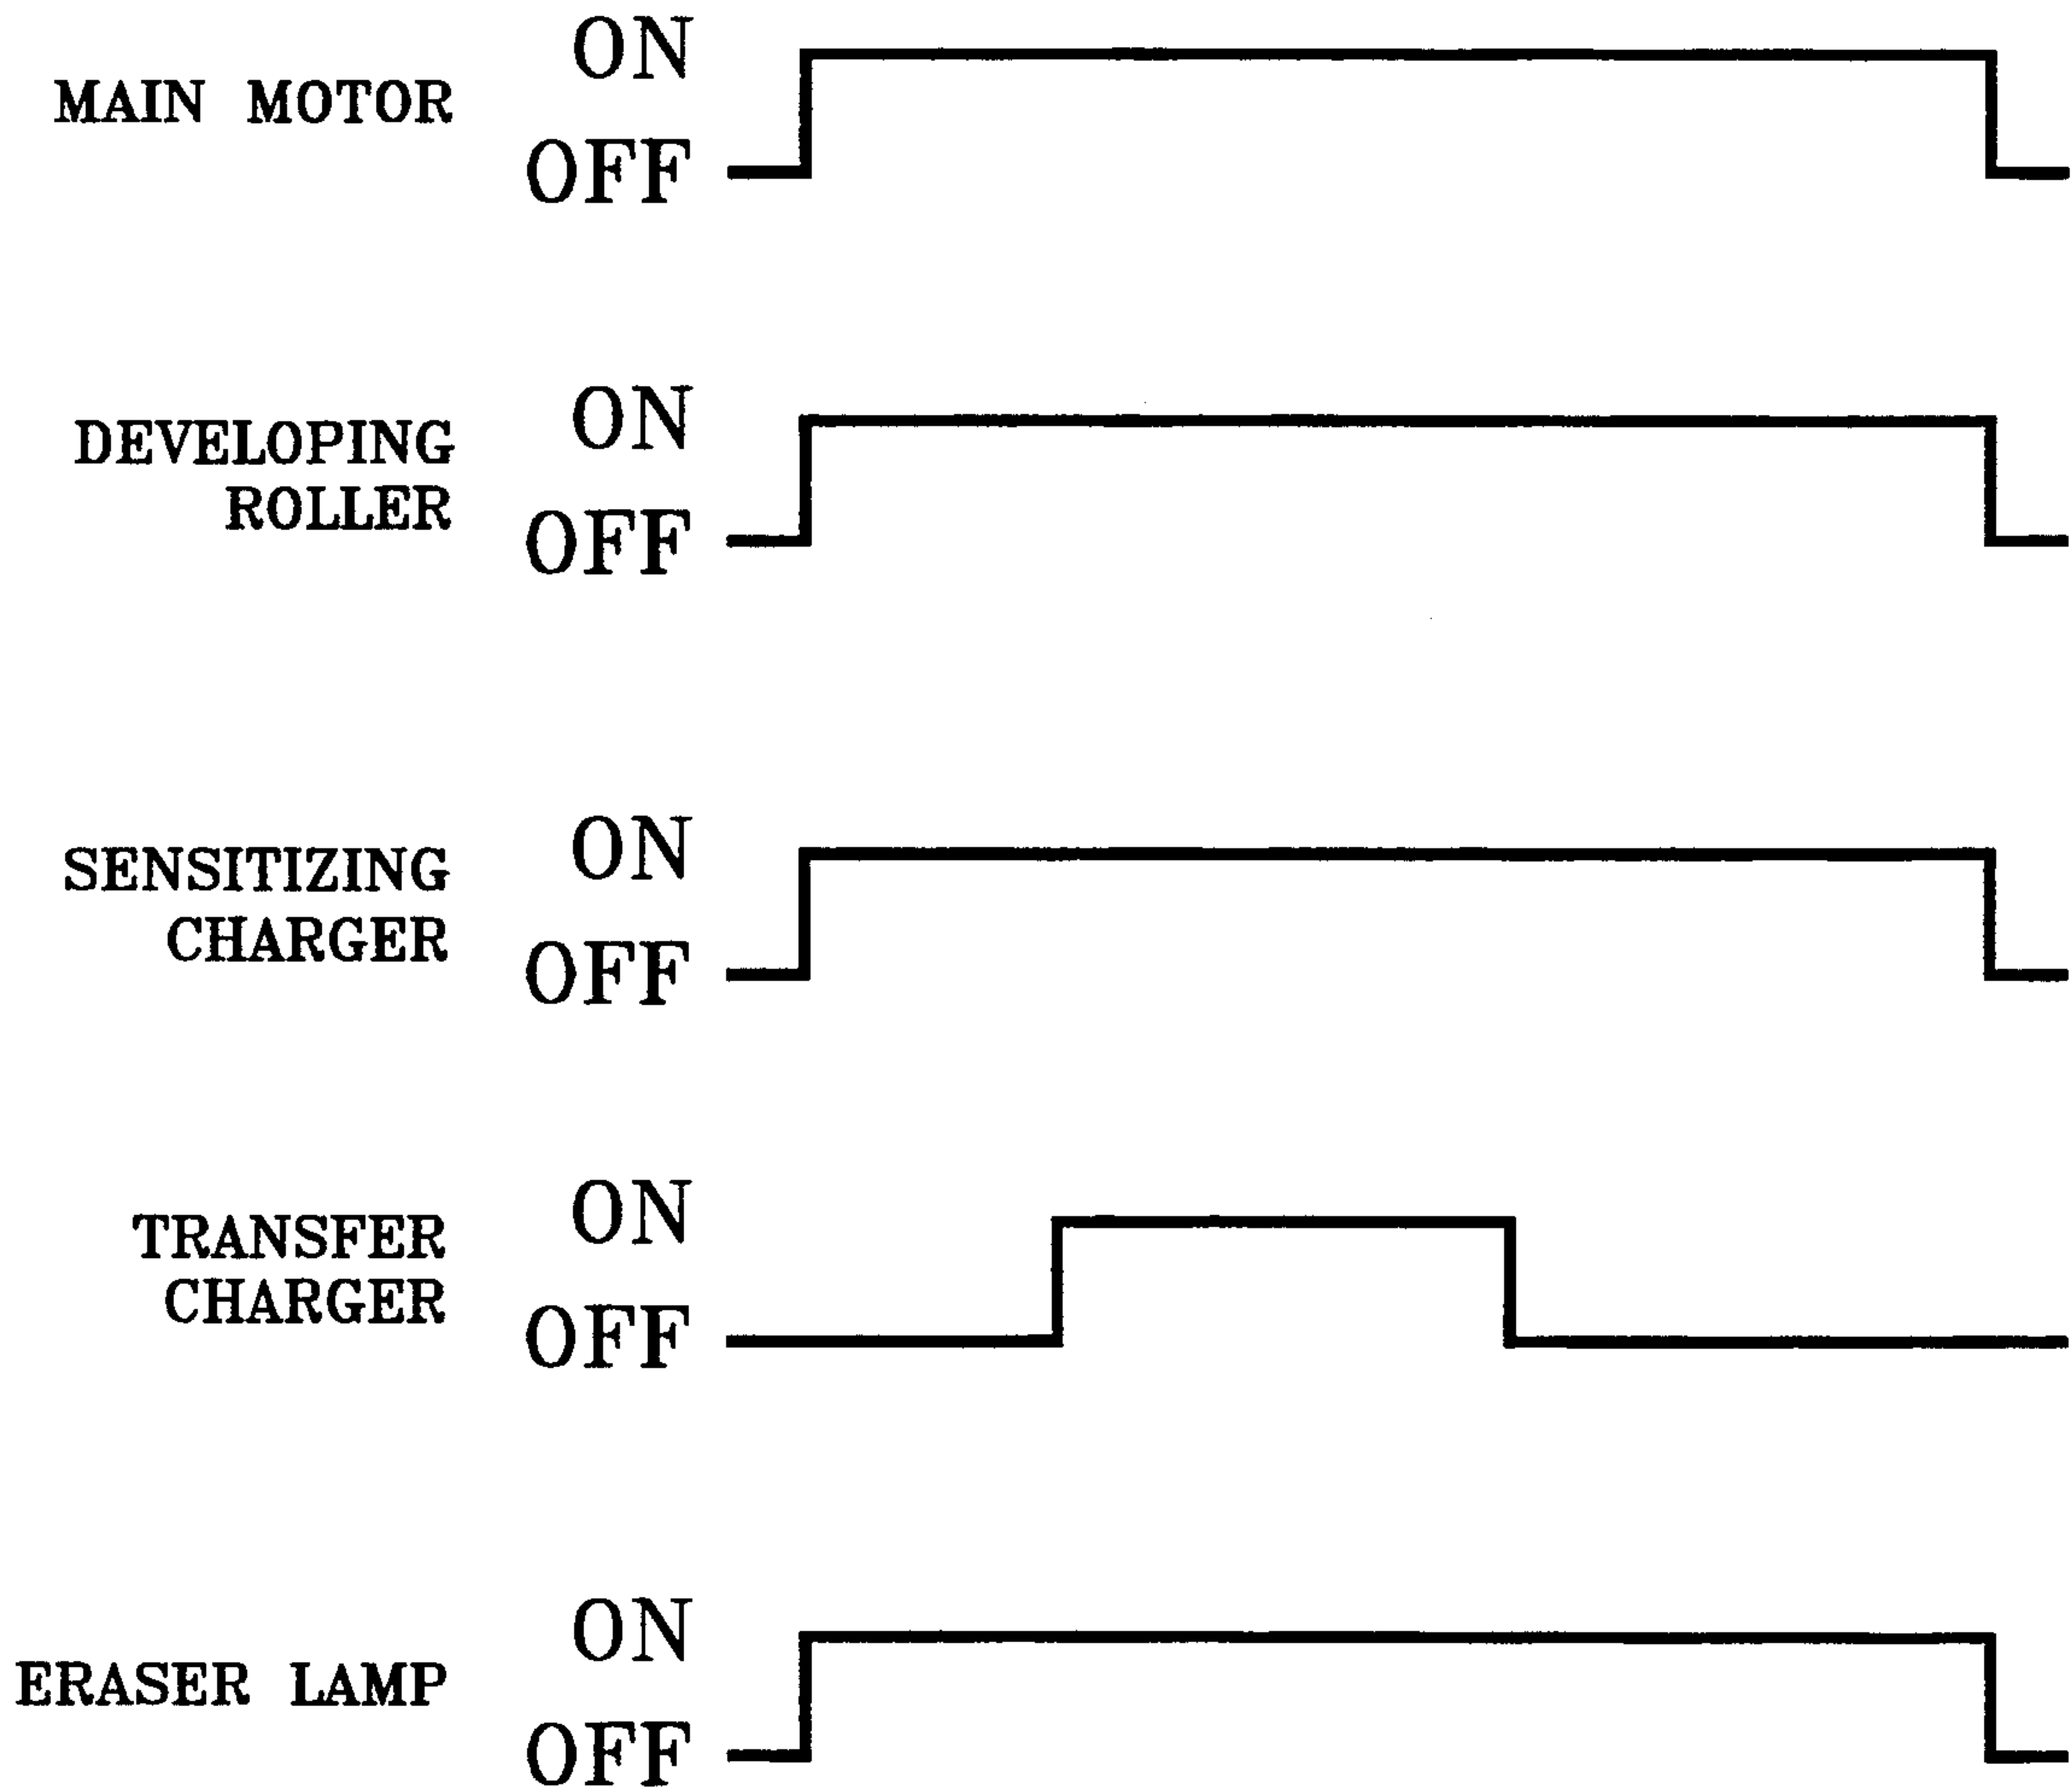 ON
MAIN MOTOR
OFF
ON
DEVELOPING
ROLLER
OFF
ON
SENSITIZING
CHARGER
OFF
ON
TRANSFER
CHARGER
OFF
ON
ERASER LAMP
OFF